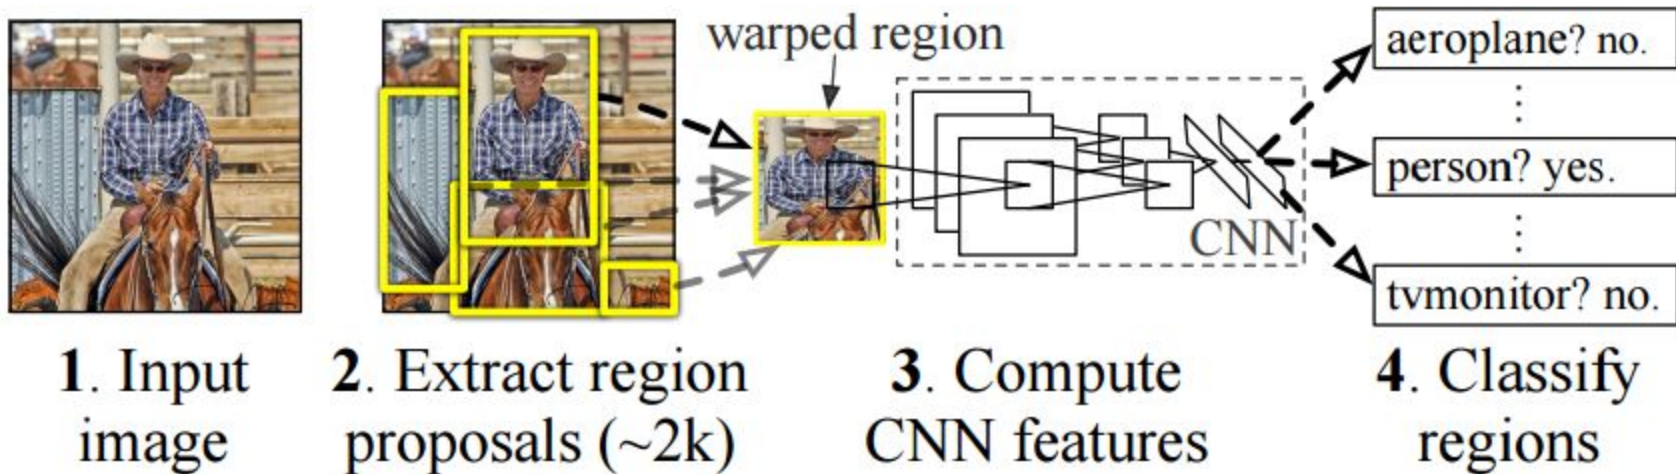 warped region
aeroplane? no.
person? yes.
CNN
tvmonitor? no.
1. Input
image
2. Extract region
proposals (~2k)
3. Compute
CNN features
4. Classify
regions